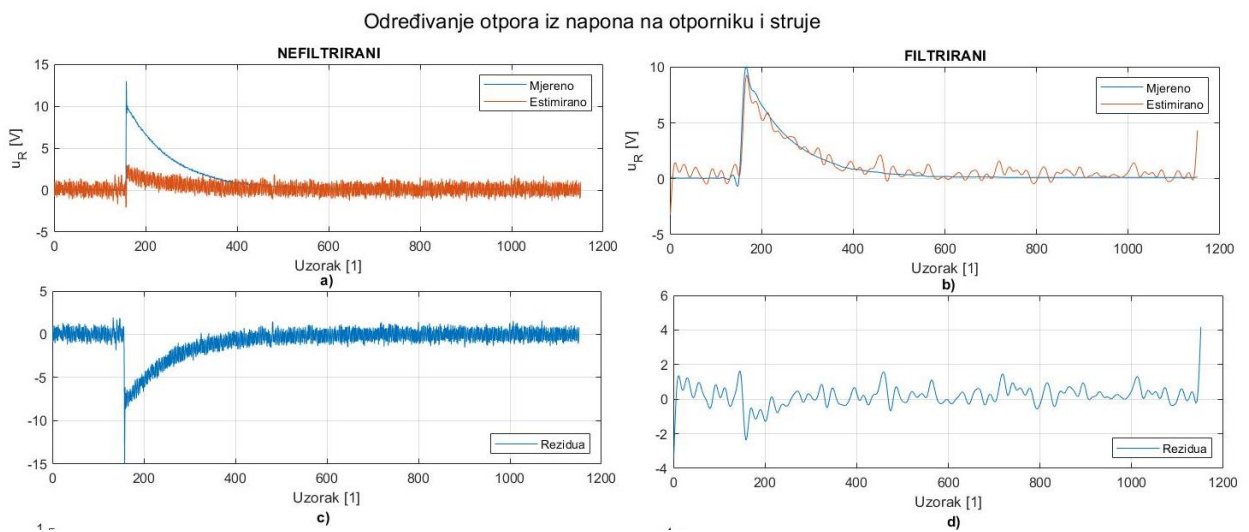 Određivanje otpora iz napona na otporniku i struje
NEFILTRIRANI
15
10
5
0
-5
u_R [V]
Mjereno
Estimirano
0 200 400 600 800 1000 1200
Uzorak [1]
a)
FILTRIRANI
10
5
0
-5
u_R [V]
Mjereno
Estimirano
0 200 400 600 800 1000 1200
Uzorak [1]
b)
5
0
-5
-10
-15
Rezidua
0 200 400 600 800 1000 1200
Uzorak [1]
c)
6
4
2
0
-2
-4
Rezidua
0 200 400 600 800 1000 1200
Uzorak [1]
d)